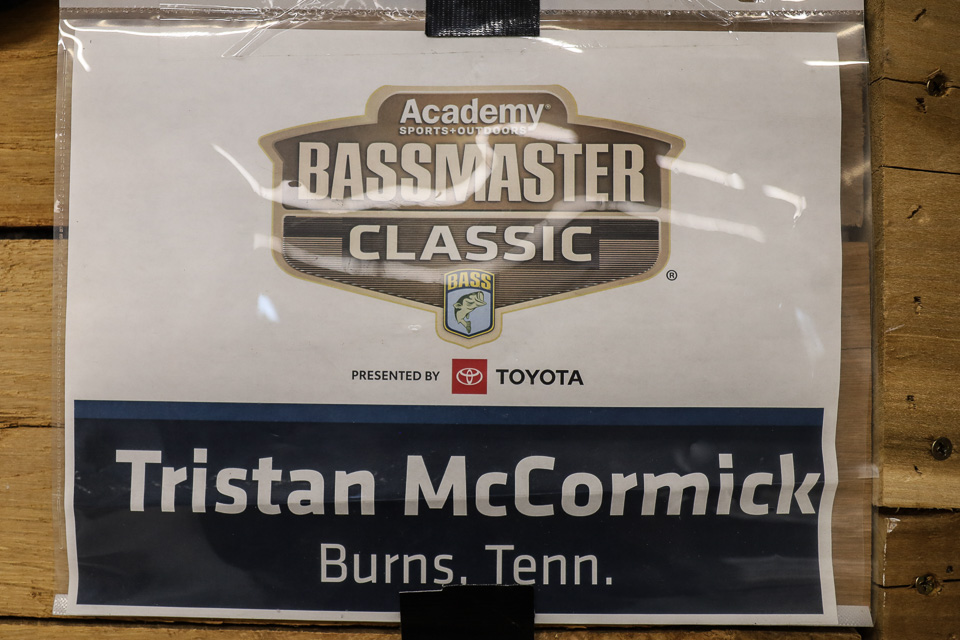 Academy®
SPORTS+OUTDOORS
BASSMASTER
CLASSIC
BASS
®
PRESENTED BY TOYOTA
Tristan McCormick
Burns, Tenn.